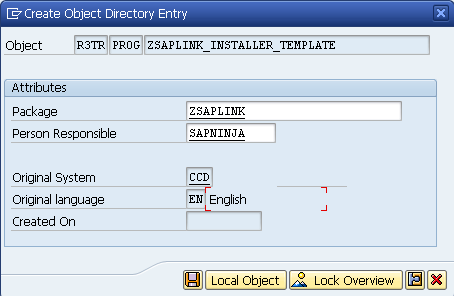 Create Object Directory Entry
Object R3TR PROG ZSAPLINK_INSTALLER_TEMPLATE
Attributes
Package ZSAPLINK
Person Responsible SAPNINJA
Original System CCD
Original language EN English
Created On
Local Object Lock Overview